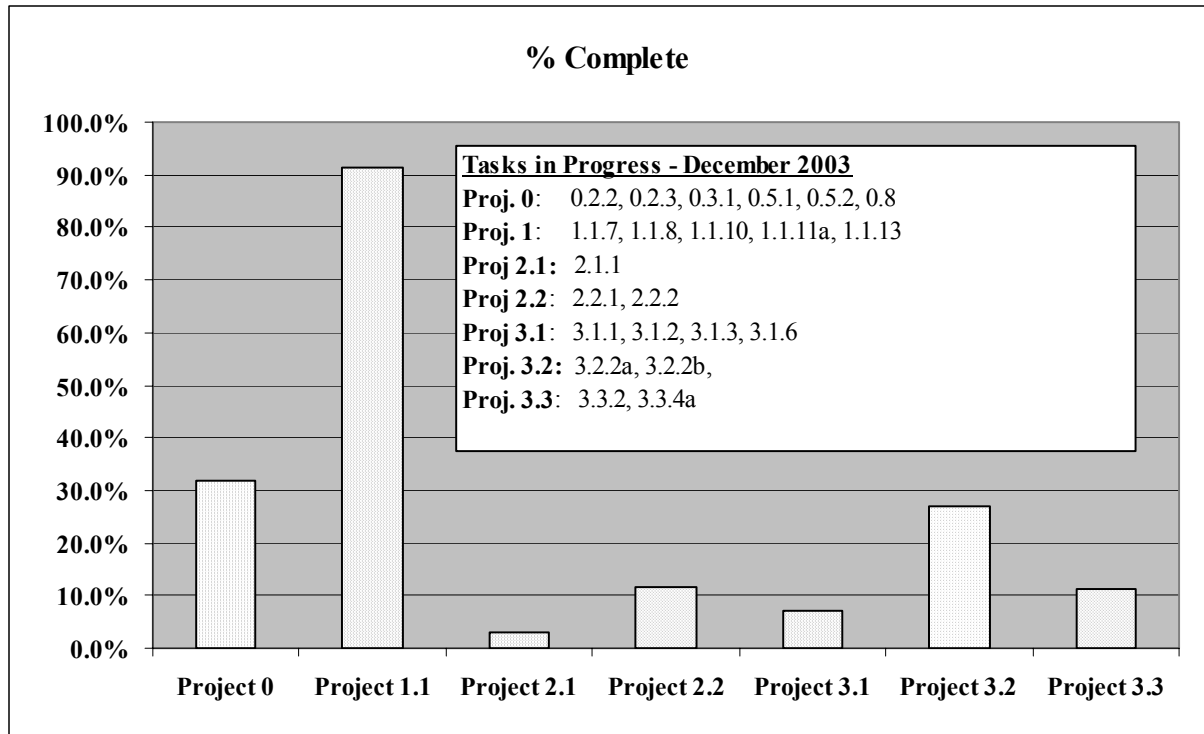 % Complete
100.0%
90.0%
80.0%
70.0%
60.0%
50.0%
40.0%
30.0%
20.0%
10.0%
0.0%
Tasks in Progress - December 2003
Proj. 0: 0.2.2, 0.2.3, 0.3.1, 0.5.1, 0.5.2, 0.8
Proj. 1: 1.1.7, 1.1.8, 1.1.10, 1.1.11a, 1.1.13
Proj 2.1: 2.1.1
Proj 2.2: 2.2.1, 2.2.2
Proj 3.1: 3.1.1, 3.1.2, 3.1.3, 3.1.6
Proj. 3.2: 3.2.2a, 3.2.2b,
Proj. 3.3: 3.3.2, 3.3.4a
Project 0 Project 1.1 Project 2.1 Project 2.2 Project 3.1 Project 3.2 Project 3.3